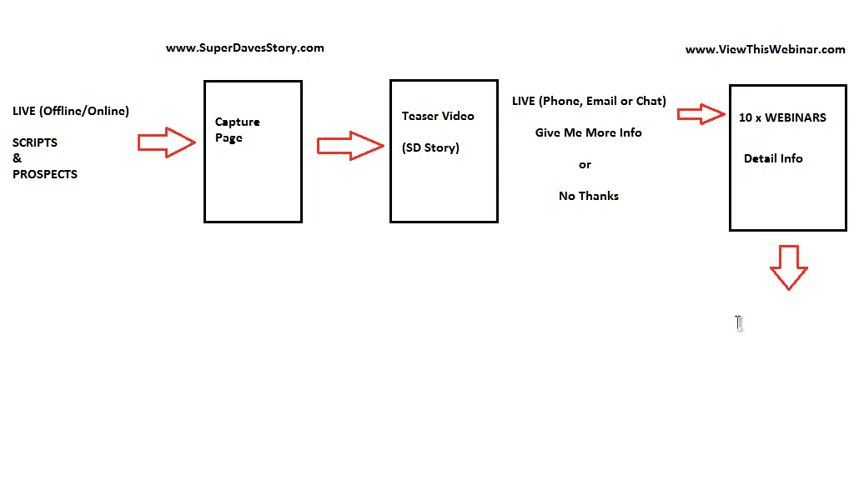 www.SuperDavesStory.com
www.ViewThisWebinar.com
LIVE (Offline/Online)
SCRIPTS
&
PROSPECTS
Capture
Page
Teaser Video
(SD Story)
LIVE (Phone, Email or Chat)
Give Me More Info
or
No Thanks
10 x WEBINARS
Detail Info